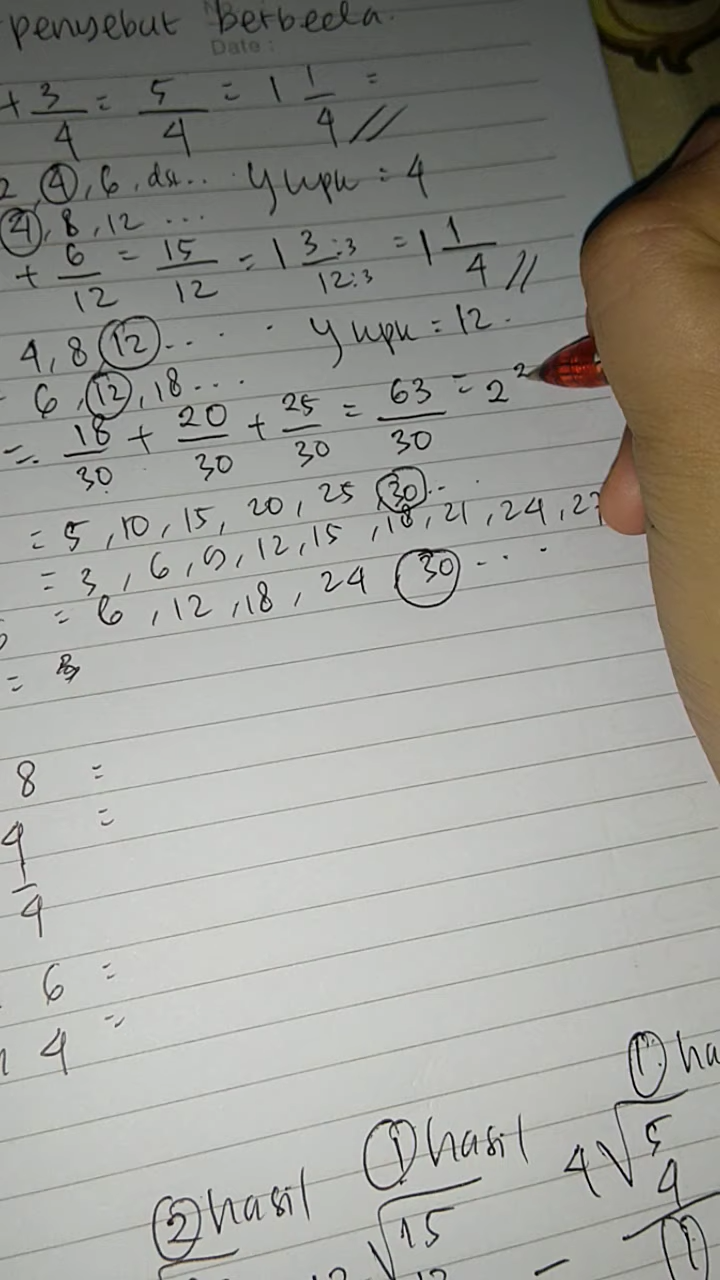 penyebut berbeda.
Date :
+ 3/4 = 5/4 = 1 1/4 = //
2, 4, 6, dst... = 4
4, 8, 12 ...
+ 6/12 = 15/12 = 1 3:3/12:3 = 1 1/4 //
4, 8, 12 .... = 12.
6, 12, 18 ...
= 18/30 + 20/30 + 25/30 = 63/30 = 2
= 5, 10, 15, 20, 25, 30 ..
= 3, 6, 9, 12, 15, 18, 21, 24, 27
= 6, 12, 18, 24, 30 ...
=
8 =
4 =
1/4
6 =
4 =
1 ha
2 hasil 1 hasil 4√5
√15 4
1